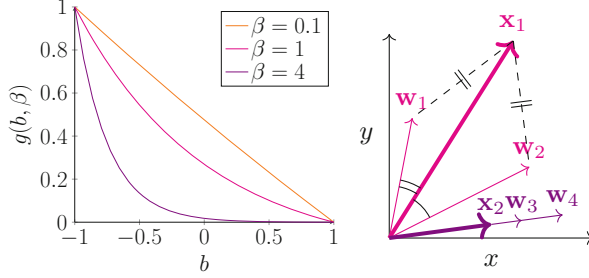 1
0.8
0.6
0.4
0.2
0
−1
−0.5
0
0.5
1
g(b, β)
b
β = 0.1
β = 1
β = 4
x₁
w₁
w₂
x₂
w₃
w₄
y
x